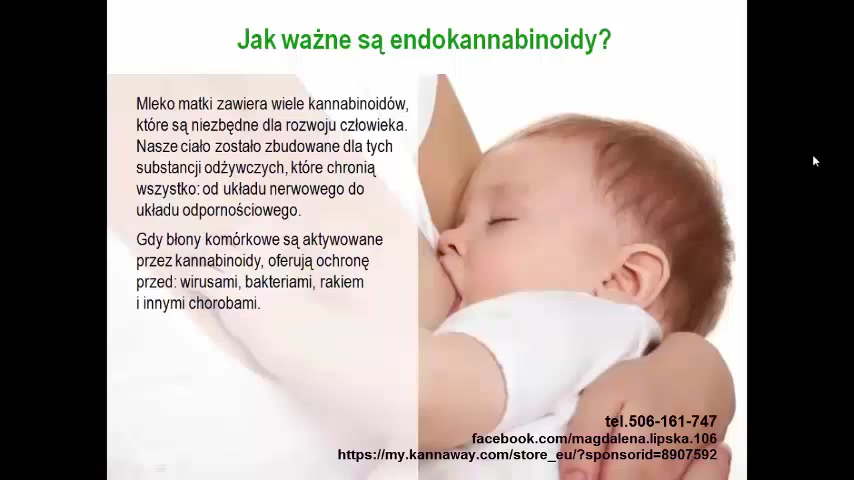 Jak ważne są endokannabinoidy?
Mleko matki zawiera wiele kannabinoidów,
które są niezbędne dla rozwoju człowieka.
Nasze ciało zostało zbudowane dla tych
substancji odżywczych, które chronią
wszystko: od układu nerwowego do
układu odpornościowego.
Gdy błony komórkowe są aktywowane
przez kannabinoidy, oferują ochronę
przed: wirusami, bakteriami, rakiem
i innymi chorobami.
tel.506-161-747
facebook.com/magdalena.lipska.106
https://my.kannaway.com/store_eu/?sponsorid=8907592